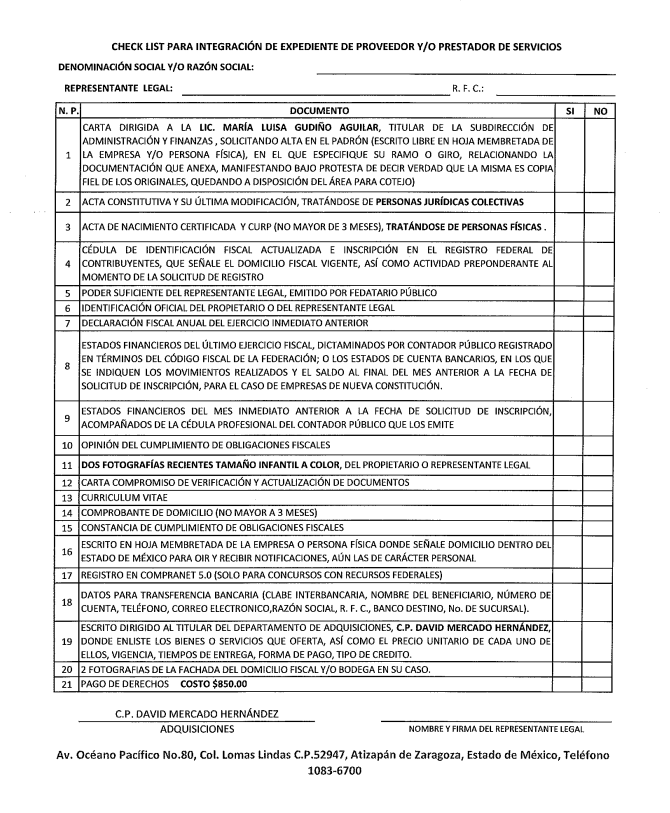 CHECK LIST PARA INTEGRACIÓN DE EXPEDIENTE DE PROVEEDOR Y/O PRESTADOR DE SERVICIOS
DENOMINACIÓN SOCIAL Y/O RAZÓN SOCIAL:
REPRESENTANTE LEGAL: R. F. C.:
N. P. DOCUMENTO SI NO
1 CARTA DIRIGIDA A LA LIC. MARÍA LUISA GUDIÑO AGUILAR, TITULAR DE LA SUBDIRECCIÓN DE
ADMINISTRACIÓN Y FINANZAS , SOLICITANDO ALTA EN EL PADRÓN (ESCRITO LIBRE EN HOJA MEMBRETADA DE
LA EMPRESA Y/O PERSONA FÍSICA), EN EL QUE ESPECIFIQUE SU RAMO O GIRO, RELACIONANDO LA
DOCUMENTACIÓN QUE ANEXA, MANIFESTANDO BAJO PROTESTA DE DECIR VERDAD QUE LA MISMA ES COPIA
FIEL DE LOS ORIGINALES, QUEDANDO A DISPOSICIÓN DEL ÁREA PARA COTEJO)
2 ACTA CONSTITUTIVA Y SU ÚLTIMA MODIFICACIÓN, TRATÁNDOSE DE PERSONAS JURÍDICAS COLECTIVAS
3 ACTA DE NACIMIENTO CERTIFICADA Y CURP (NO MAYOR DE 3 MESES), TRATÁNDOSE DE PERSONAS FÍSICAS .
4 CÉDULA DE IDENTIFICACIÓN FISCAL ACTUALIZADA E INSCRIPCIÓN EN EL REGISTRO FEDERAL DE
CONTRIBUYENTES, QUE SEÑALE EL DOMICILIO FISCAL VIGENTE, ASÍ COMO ACTIVIDAD PREPONDERANTE AL
MOMENTO DE LA SOLICITUD DE REGISTRO
5 PODER SUFICIENTE DEL REPRESENTANTE LEGAL, EMITIDO POR FEDATARIO PÚBLICO
6 IDENTIFICACIÓN OFICIAL DEL PROPIETARIO O DEL REPRESENTANTE LEGAL
7 DECLARACIÓN FISCAL ANUAL DEL EJERCICIO INMEDIATO ANTERIOR
8 ESTADOS FINANCIEROS DEL ÚLTIMO EJERCICIO FISCAL, DICTAMINADOS POR CONTADOR PÚBLICO REGISTRADO
EN TÉRMINOS DEL CÓDIGO FISCAL DE LA FEDERACIÓN; O LOS ESTADOS DE CUENTA BANCARIOS, EN LOS QUE
SE INDIQUEN LOS MOVIMIENTOS REALIZADOS Y EL SALDO AL FINAL DEL MES ANTERIOR A LA FECHA DE
SOLICITUD DE INSCRIPCIÓN, PARA EL CASO DE EMPRESAS DE NUEVA CONSTITUCIÓN.
9 ESTADOS FINANCIEROS DEL MES INMEDIATO ANTERIOR A LA FECHA DE SOLICITUD DE INSCRIPCIÓN,
ACOMPAÑADOS DE LA CÉDULA PROFESIONAL DEL CONTADOR PÚBLICO QUE LOS EMITE
10 OPINIÓN DEL CUMPLIMIENTO DE OBLIGACIONES FISCALES
11 DOS FOTOGRAFÍAS RECIENTES TAMAÑO INFANTIL A COLOR, DEL PROPIETARIO O REPRESENTANTE LEGAL
12 CARTA COMPROMISO DE VERIFICACIÓN Y ACTUALIZACIÓN DE DOCUMENTOS
13 CURRICULUM VITAE
14 COMPROBANTE DE DOMICILIO (NO MAYOR A 3 MESES)
15 CONSTANCIA DE CUMPLIMIENTO DE OBLIGACIONES FISCALES
16 ESCRITO EN HOJA MEMBRETADA DE LA EMPRESA O PERSONA FÍSICA DONDE SEÑALE DOMICILIO DENTRO DEL
ESTADO DE MÉXICO PARA OIR Y RECIBIR NOTIFICACIONES, AÚN LAS DE CARÁCTER PERSONAL
17 REGISTRO EN COMPRANET 5.0 (SOLO PARA CONCURSOS CON RECURSOS FEDERALES)
18 DATOS PARA TRANSFERENCIA BANCARIA (CLABE INTERBANCARIA, NOMBRE DEL BENEFICIARIO, NÚMERO DE
CUENTA, TELÉFONO, CORREO ELECTRONICO,RAZÓN SOCIAL, R. F. C., BANCO DESTINO, No. DE SUCURSAL).
19 ESCRITO DIRIGIDO AL TITULAR DEL DEPARTAMENTO DE ADQUISICIONES, C.P. DAVID MERCADO HERNÁNDEZ,
DONDE ENLISTE LOS BIENES O SERVICIOS QUE OFERTA, ASÍ COMO EL PRECIO UNITARIO DE CADA UNO DE
ELLOS, VIGENCIA, TIEMPOS DE ENTREGA, FORMA DE PAGO, TIPO DE CREDITO.
20 2 FOTOGRAFIAS DE LA FACHADA DEL DOMICILIO FISCAL Y/O BODEGA EN SU CASO.
21 PAGO DE DERECHOS COSTO $850.00
C.P. DAVID MERCADO HERNÁNDEZ
ADQUISICIONES NOMBRE Y FIRMA DEL REPRESENTANTE LEGAL
Av. Océano Pacífico No.80, Col. Lomas Lindas C.P.52947, Atizapán de Zaragoza, Estado de México, Teléfono
1083-6700